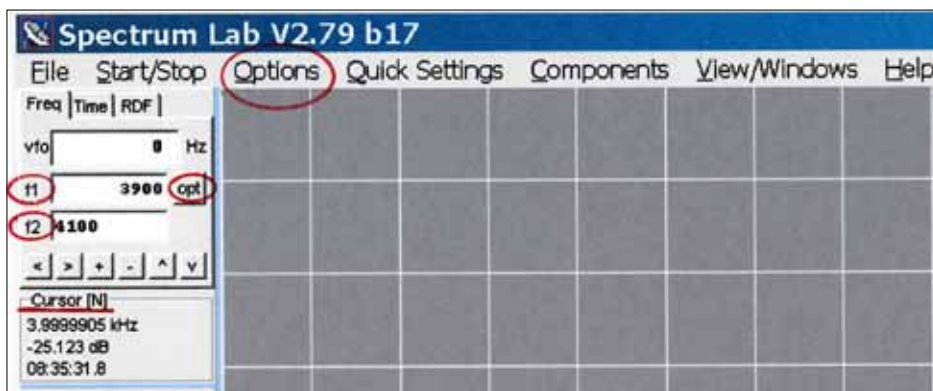 Spectrum Lab V2.79 b17
File Start/Stop Options Quick Settings Components View/Windows Help
Freq Time RDF
vfo 0 Hz
f1 3900 opt
f2 4100
< > + - ^ v
Cursor [N]
3.9999905 kHz
-25.123 dB
08:35:31.8